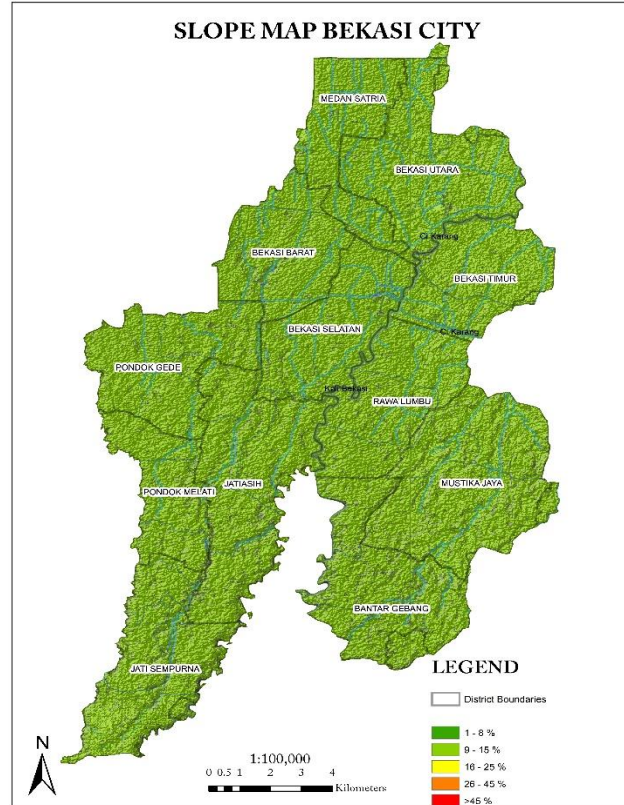 SLOPE MAP BEKASI CITY
MEDAN SATRIA
BEKASI UTARA
Ci Karang
BEKASI BARAT
BEKASI TIMUR
BEKASI SELATAN
Ci Karang
PONDOK GEDE
Kali Bekasi
RAWA LUMBU
PONDOK MELATI
JATIASIH
MUSTIKA JAYA
BANTAR GEBANG
JATI SEMPURNA
LEGEND
District Boundaries
1 - 8 %
9 - 15 %
16 - 25 %
26 - 45 %
>45 %
N
1:100,000
0 0.5 1 2 3 4
Kilometers